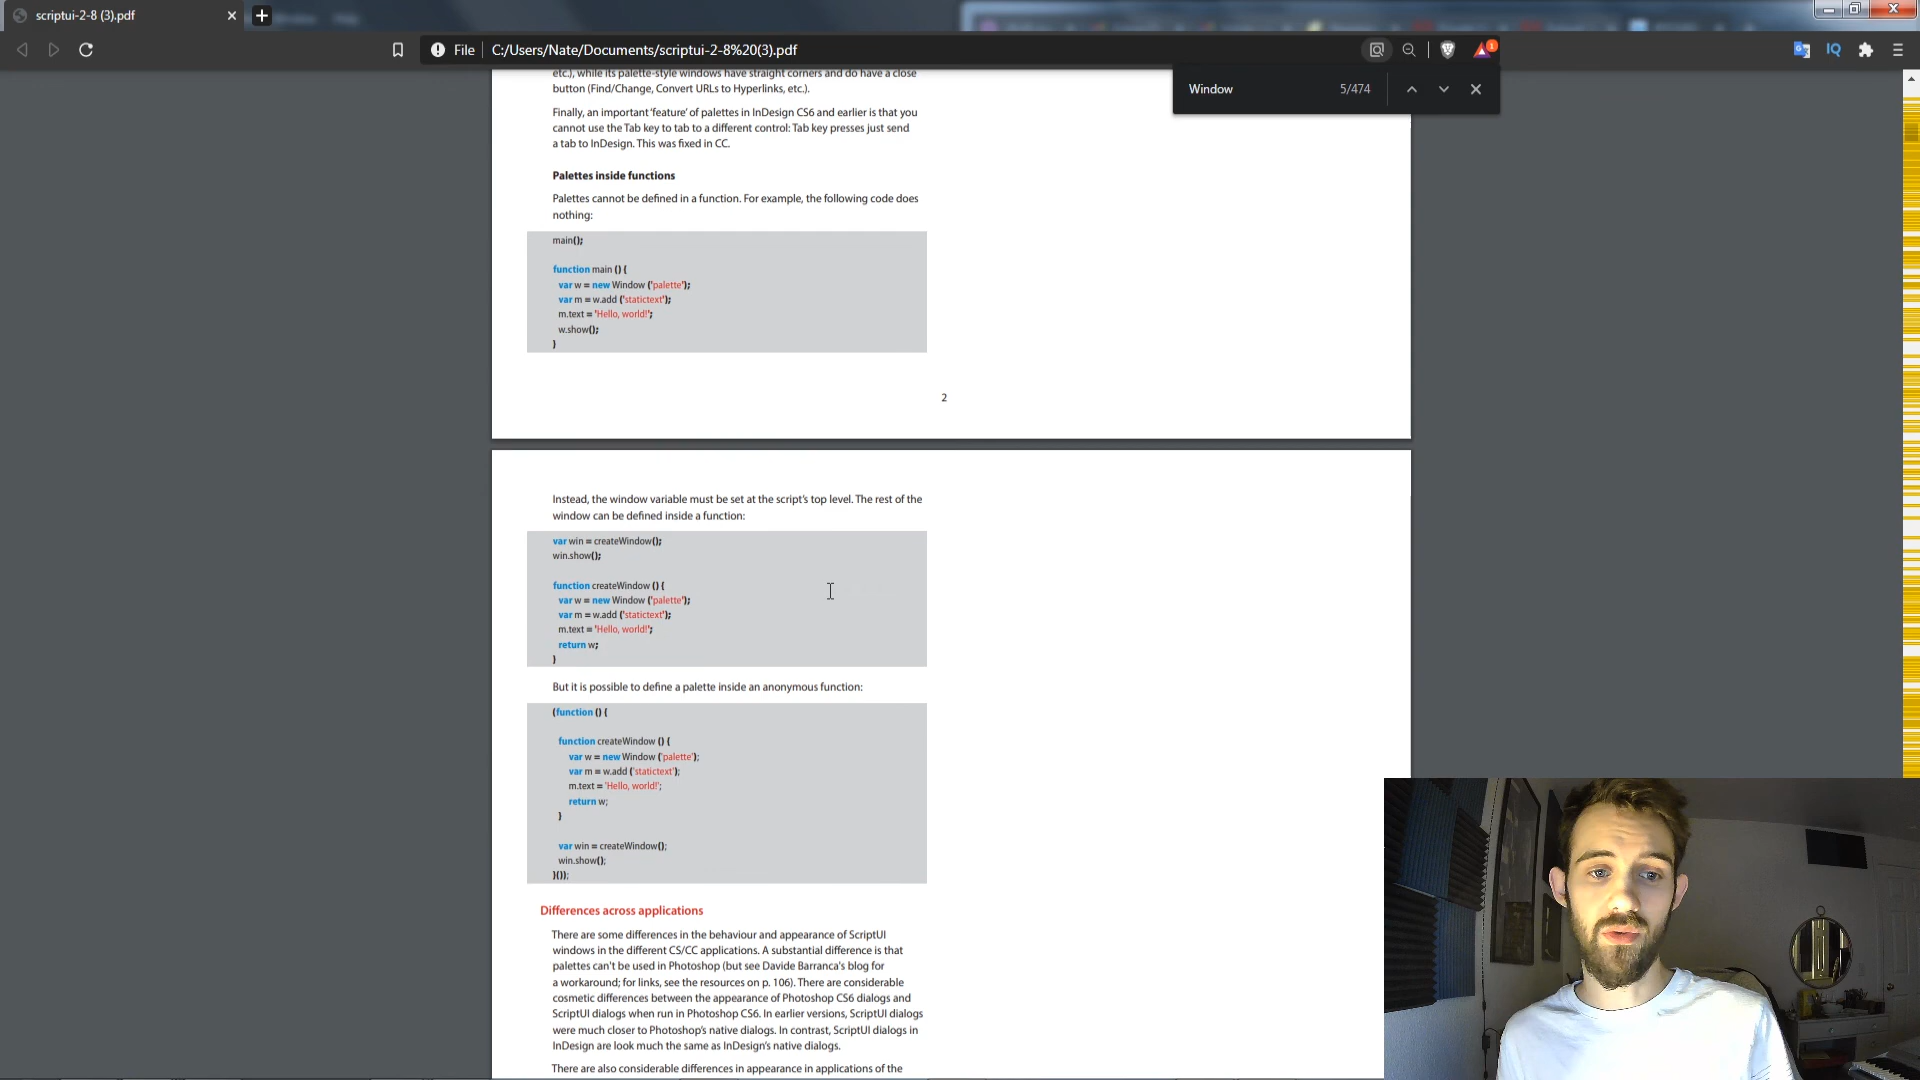 scriptui-2-8 (3).pdf
File
C:/Users/Nate/Documents/scriptui-2-8%20(3).pdf
1
IQ
Window
5/474
etc.), while its palette-style windows have straight corners and do have a close
button (Find/Change, Convert URLs to Hyperlinks, etc.).
Finally, an important 'feature' of palettes in InDesign CS6 and earlier is that you
cannot use the Tab key to tab to a different control: Tab key presses just send
a tab to InDesign. This was fixed in CC.
Palettes inside functions
Palettes cannot be defined in a function. For example, the following code does
nothing:
main();
function main () {
var w = new Window ('palette');
var m = w.add ('statictext');
m.text = 'Hello, world!';
w.show();
}
2
Instead, the window variable must be set at the script's top level. The rest of the
window can be defined inside a function:
var win = createWindow();
win.show();
function createWindow () {
var w = new Window ('palette');
var m = w.add ('statictext');
m.text = 'Hello, world!';
return w;
}
But it is possible to define a palette inside an anonymous function:
(function () {
function createWindow () {
var w = new Window ('palette');
var m = w.add ('statictext');
m.text = 'Hello, world!';
return w;
}
var win = createWindow();
win.show();
}());
Differences across applications
There are some differences in the behaviour and appearance of ScriptUI
windows in the different CS/CC applications. A substantial difference is that
palettes can't be used in Photoshop (but see Davide Barranca's blog for
a workaround; for links, see the resources on p. 106). There are considerable
cosmetic differences between the appearance of Photoshop CS6 dialogs and
ScriptUI dialogs when run in Photoshop CS6. In earlier versions, ScriptUI dialogs
were much closer to Photoshop's native dialogs. In contrast, ScriptUI dialogs in
InDesign are look much the same as InDesign's native dialogs.
There are also considerable differences in appearance in applications of the